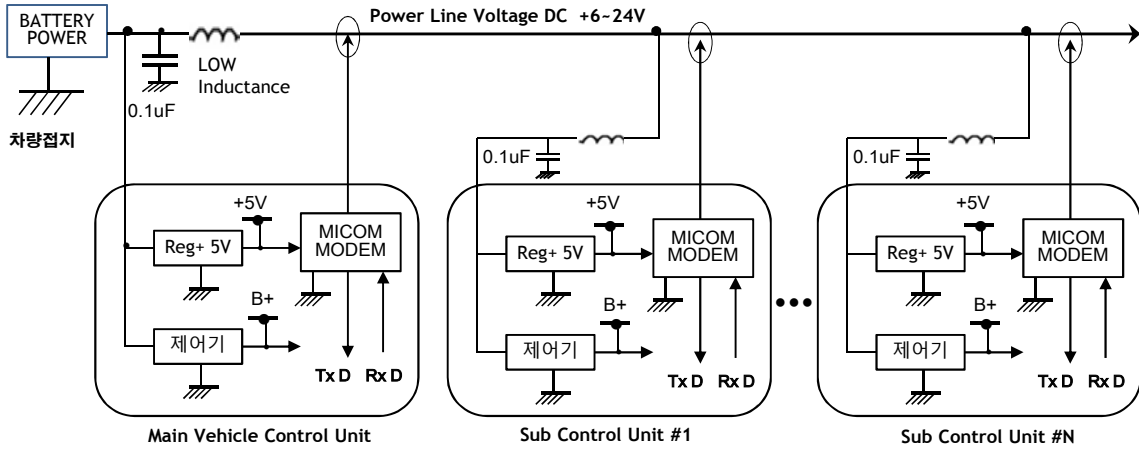 BATTERY
POWER
Power Line Voltage DC +6~24V
LOW
Inductance
0.1uF
차량접지
0.1uF
0.1uF
+5V
Reg+ 5V
MICOM
MODEM
B+
제어기
Tx D
Rx D
Main Vehicle Control Unit
+5V
Reg+ 5V
MICOM
MODEM
B+
제어기
Tx D
Rx D
Sub Control Unit #1
+5V
Reg+ 5V
MICOM
MODEM
B+
제어기
Tx D
Rx D
Sub Control Unit #N